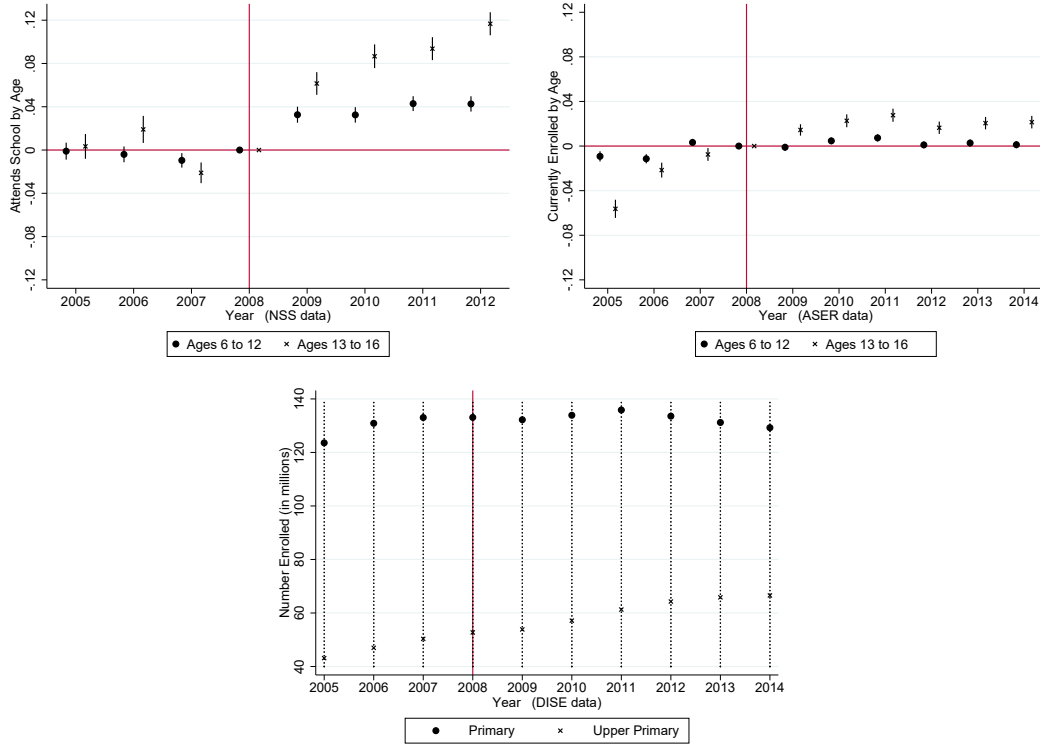 Attends School by Age
.12
.08
.04
0
-.04
-.08
-.12
2005 2006 2007 2008 2009 2010 2011 2012
Year (NSS data)
Ages 6 to 12 Ages 13 to 16
Currently Enrolled by Age
.12
.08
.04
0
-.04
-.08
-.12
2005 2006 2007 2008 2009 2010 2011 2012 2013 2014
Year (ASER data)
Ages 6 to 12 Ages 13 to 16
Number Enrolled (in millions)
140
120
100
80
60
40
2005 2006 2007 2008 2009 2010 2011 2012 2013 2014
Year (DISE data)
Primary Upper Primary